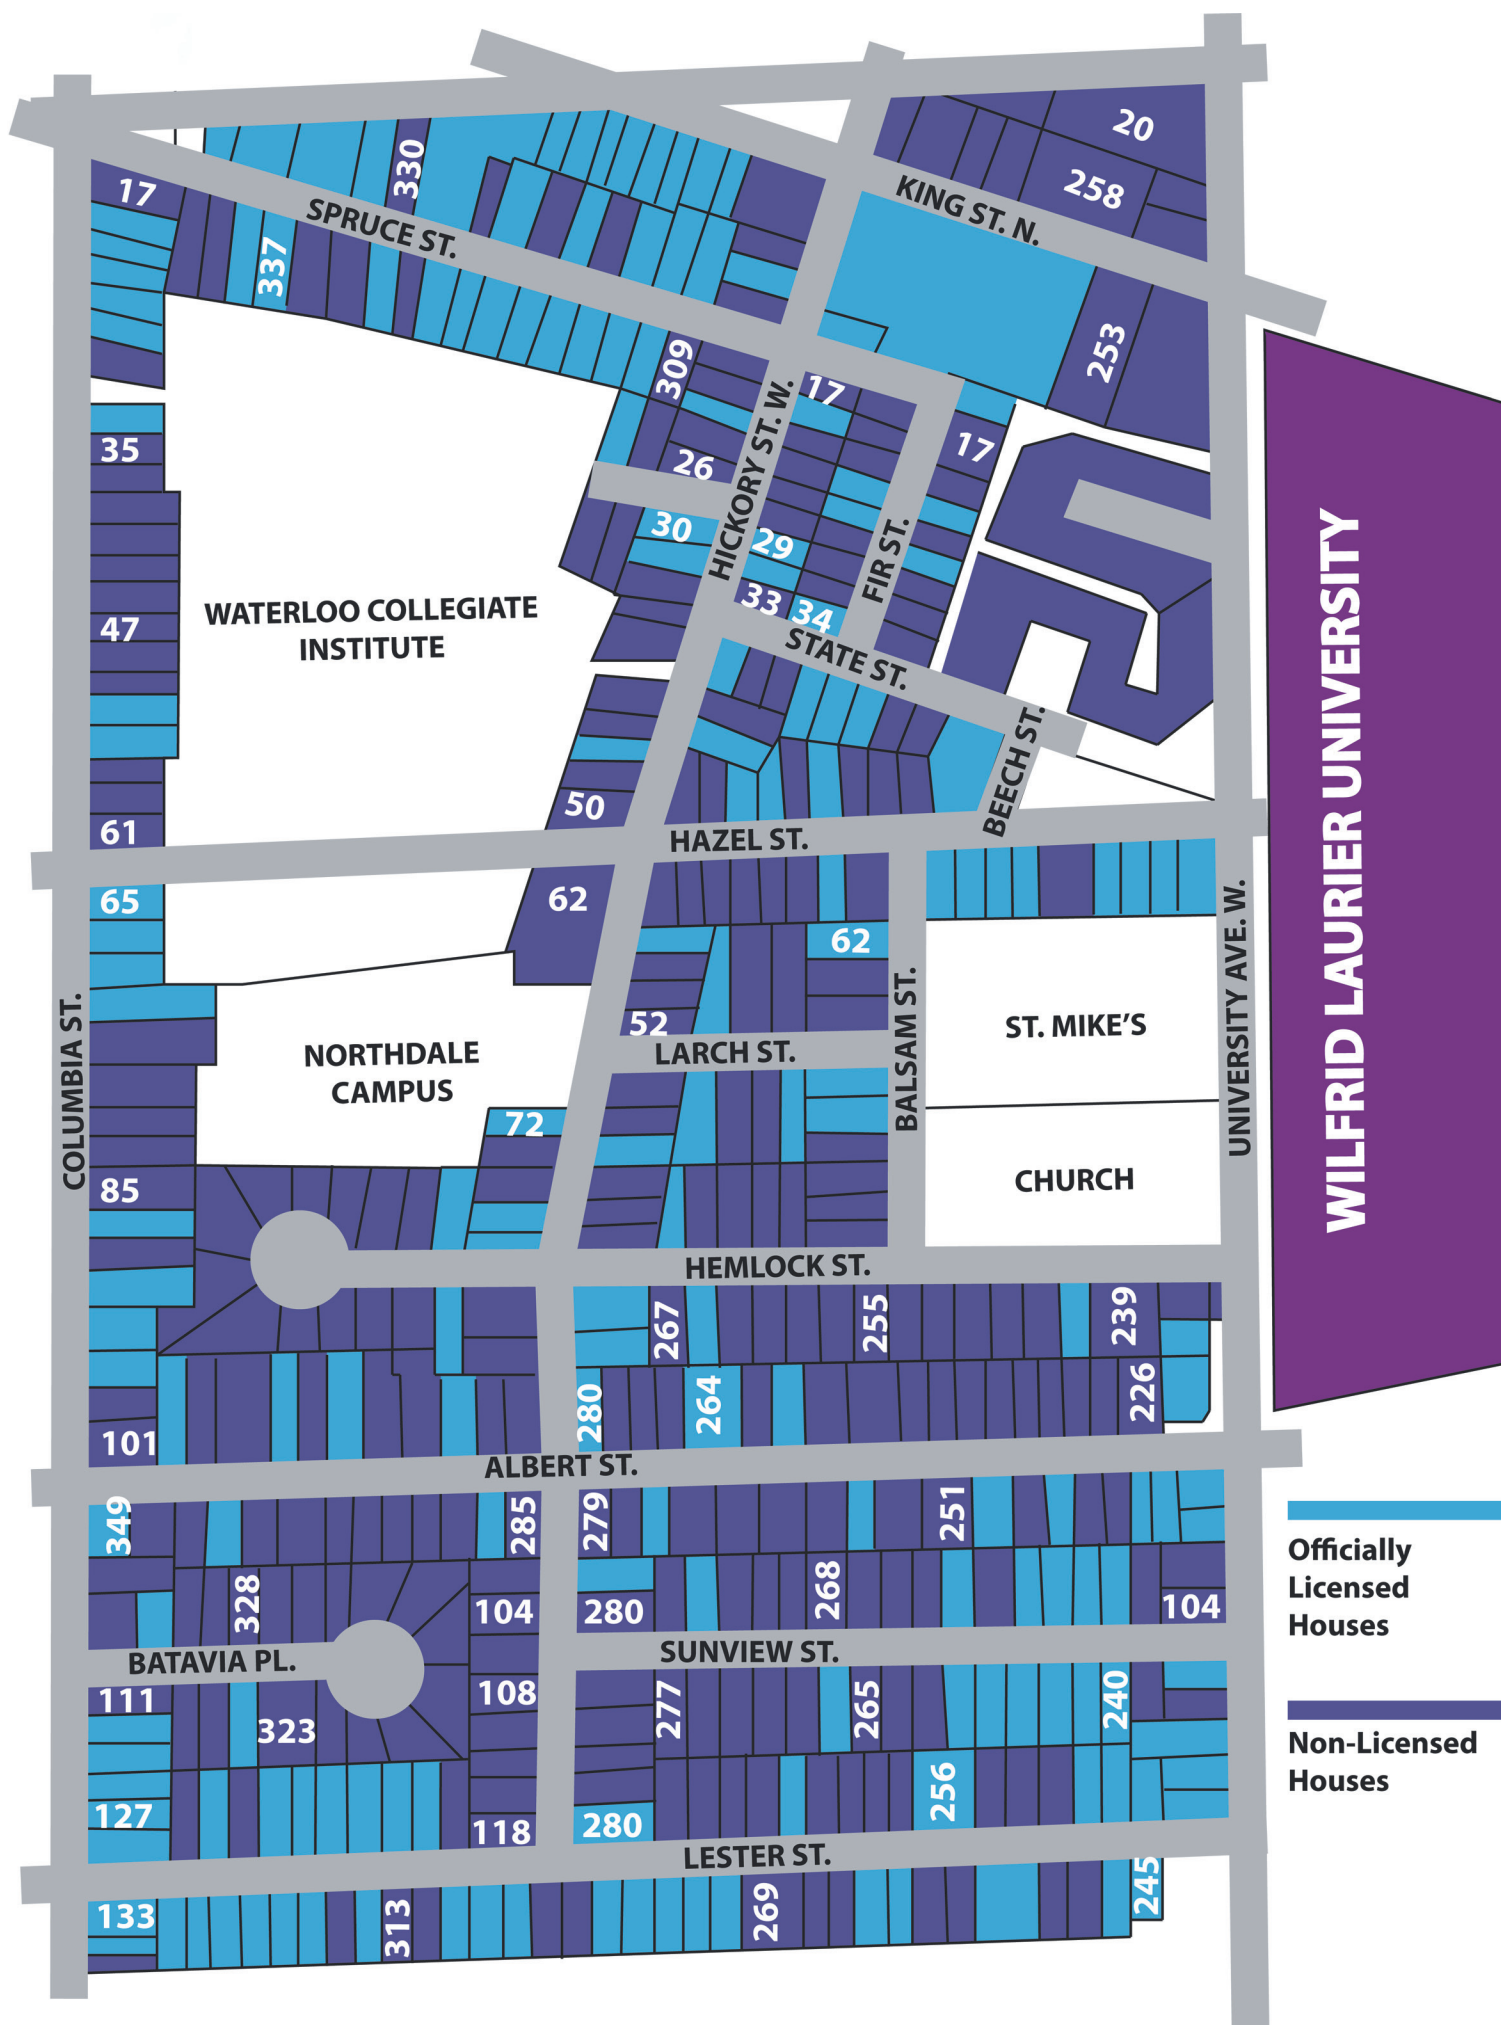 20
330
17
258
KING ST. N.
SPRUCE ST.
337
309
253
17
17
35
26
HICKORY ST. W.
30
29
FIR ST.
33
34
WATERLOO COLLEGIATE
INSTITUTE
47
STATE ST.
BEECH ST.
50
61
HAZEL ST.
65
62
62
52
LARCH ST.
BALSAM ST.
ST. MIKE'S
UNIVERSITY AVE. W.
WILFRID LAURIER UNIVERSITY
COLUMBIA ST.
NORTHDALE
CAMPUS
72
CHURCH
85
HEMLOCK ST.
267
255
239
280
264
226
101
ALBERT ST.
349
285
279
251
Officially
Licensed
Houses
328
104
280
268
104
BATAVIA PL.
SUNVIEW ST.
111
108
277
265
240
323
Non-Licensed
Houses
127
118
280
256
LESTER ST.
133
313
269
245